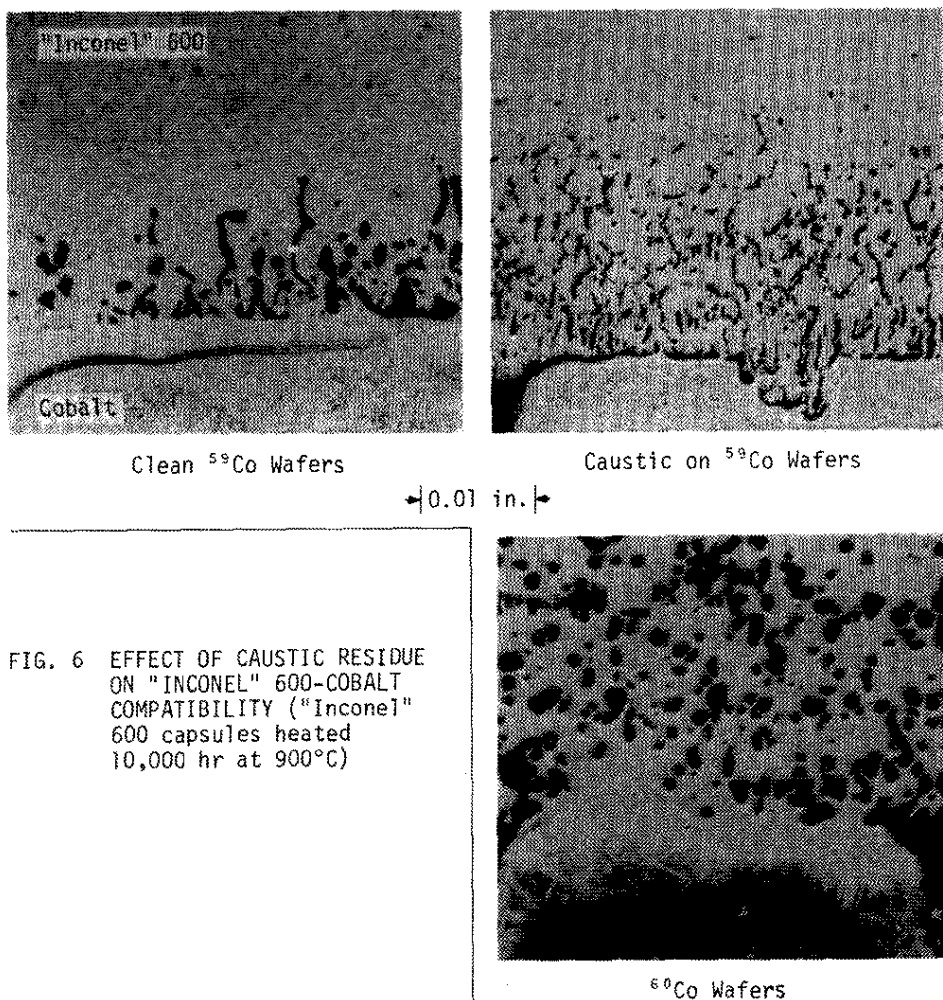 "Inconel" 600
Cobalt
Clean ⁵⁹Co Wafers
Caustic on ⁵⁹Co Wafers
0.01 in.
FIG. 6 EFFECT OF CAUSTIC RESIDUE
ON "INCONEL" 600-COBALT
COMPATIBILITY ("Inconel"
600 capsules heated
10,000 hr at 900°C)
⁶⁰Co Wafers